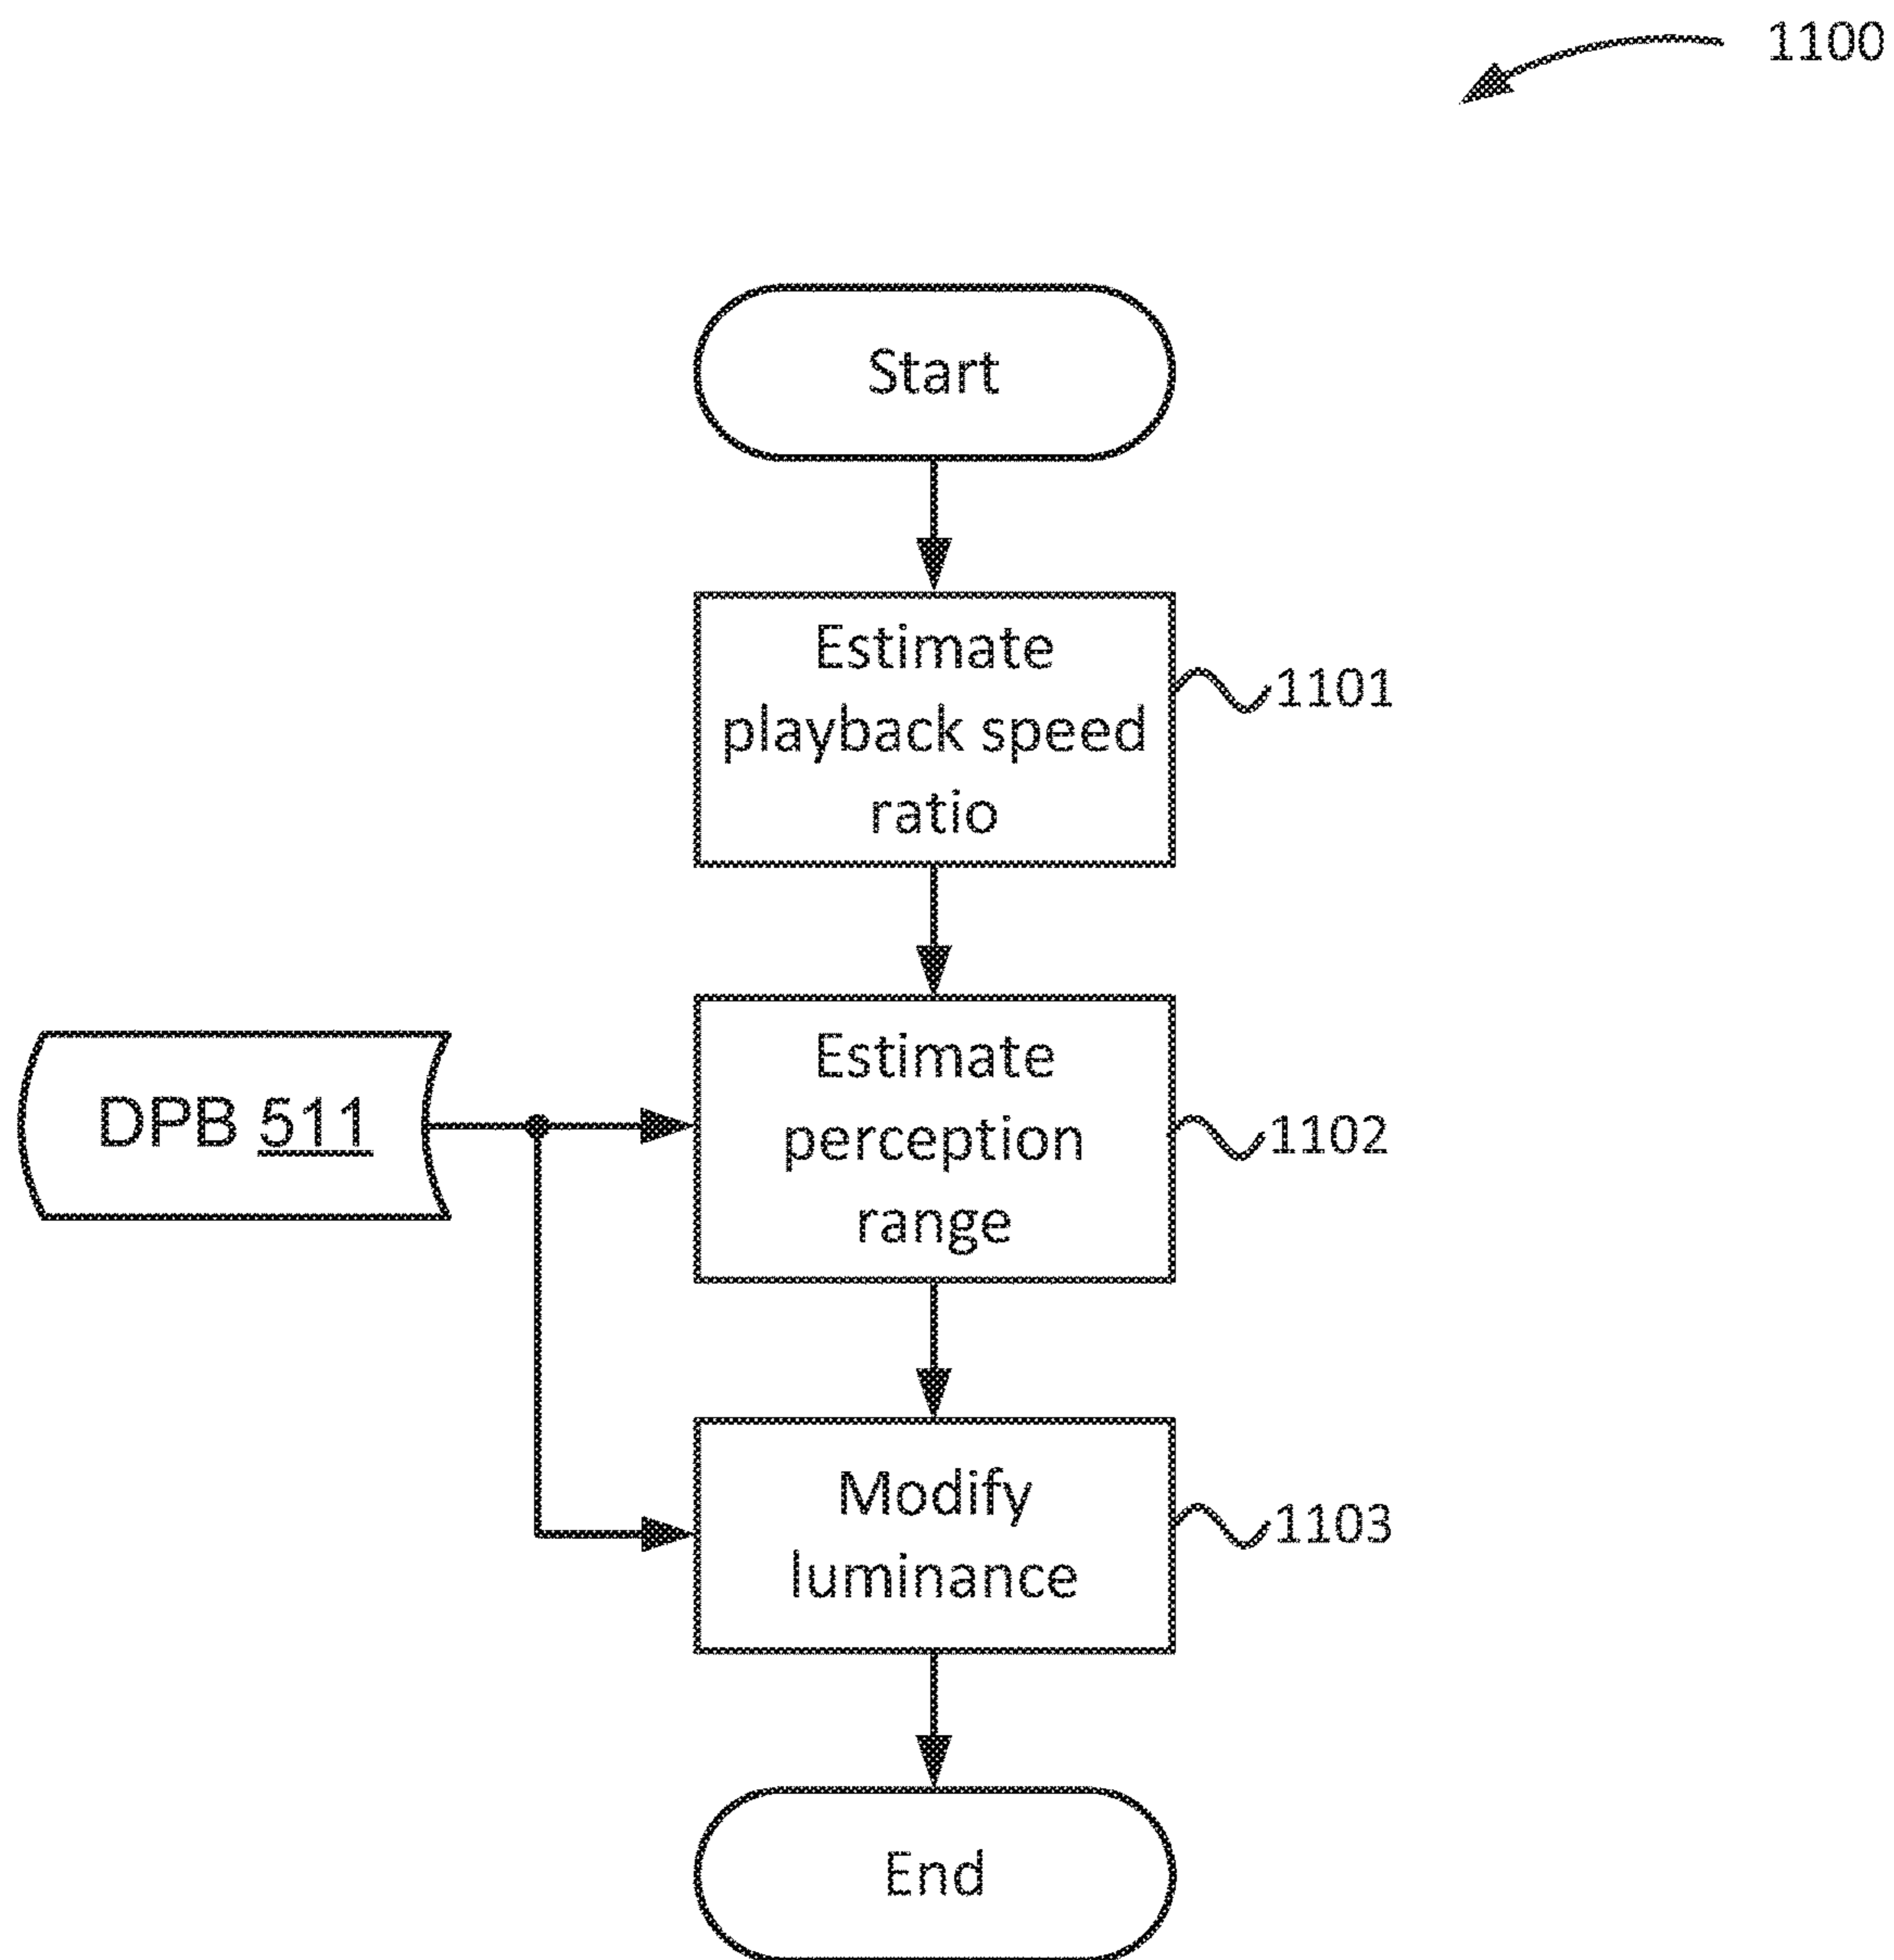 1100
Start
Estimate
playback speed
ratio
1101
DPB 511
Estimate
perception
range
1102
Modify
luminance
1103
End